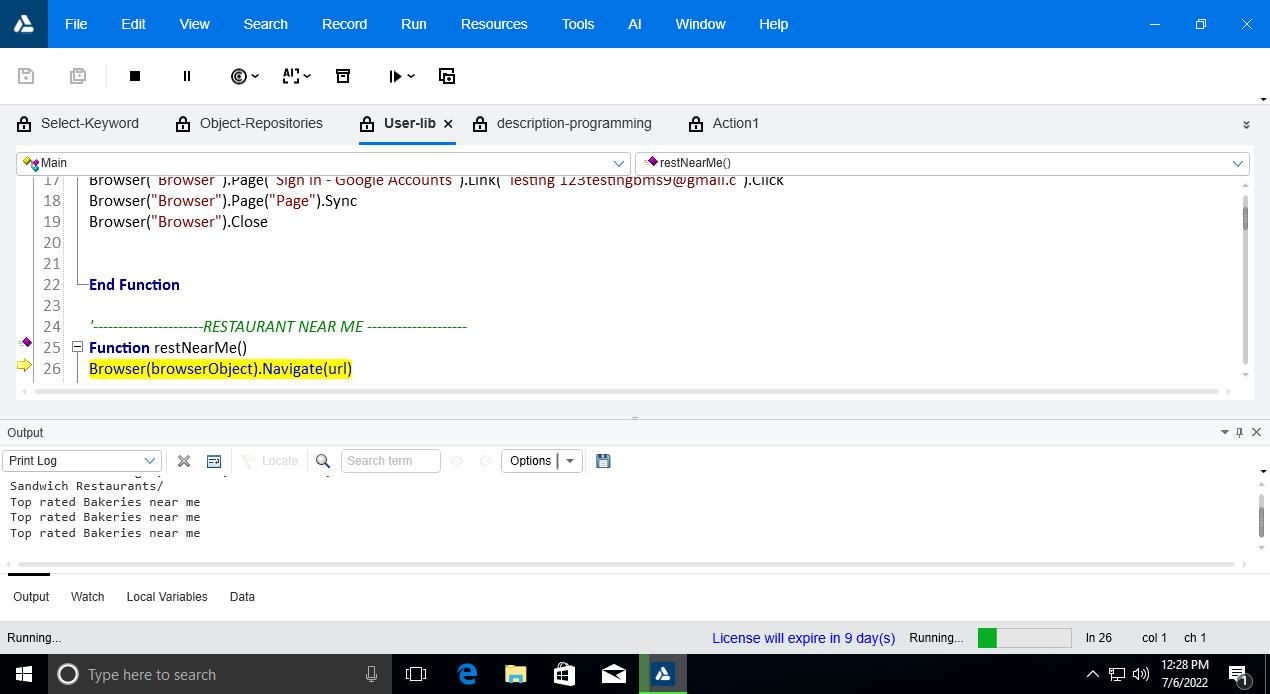 File Edit View Search Record Run Resources Tools AI Window Help
Select-Keyword Object-Repositories User-lib description-programming Action1
Main restNearMe()
17 Browser("Browser").Page("Sign in - Google Accounts").Link("Testing 123testingbms9@gmail.c").Click
18 Browser("Browser").Page("Page").Sync
19 Browser("Browser").Close
20
21
22 End Function
23
24 '----------------------RESTAURANT NEAR ME --------------------
25 Function restNearMe()
26 Browser(browserObject).Navigate(url)
Output
Print Log Locate Search term Options
Sandwich Restaurants/
Top rated Bakeries near me
Top rated Bakeries near me
Top rated Bakeries near me
Output Watch Local Variables Data
Running... License will expire in 9 day(s) Running... ln 26 col 1 ch 1
Type here to search 12:28 PM
7/6/2022 1